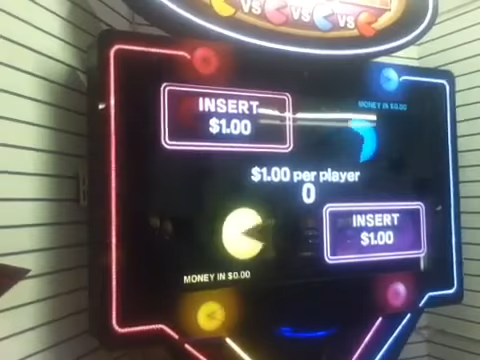 VS VS VS
INSERT
$1.00
MONEY IN $0.00
$1.00 per player
0
INSERT
$1.00
MONEY IN $0.00